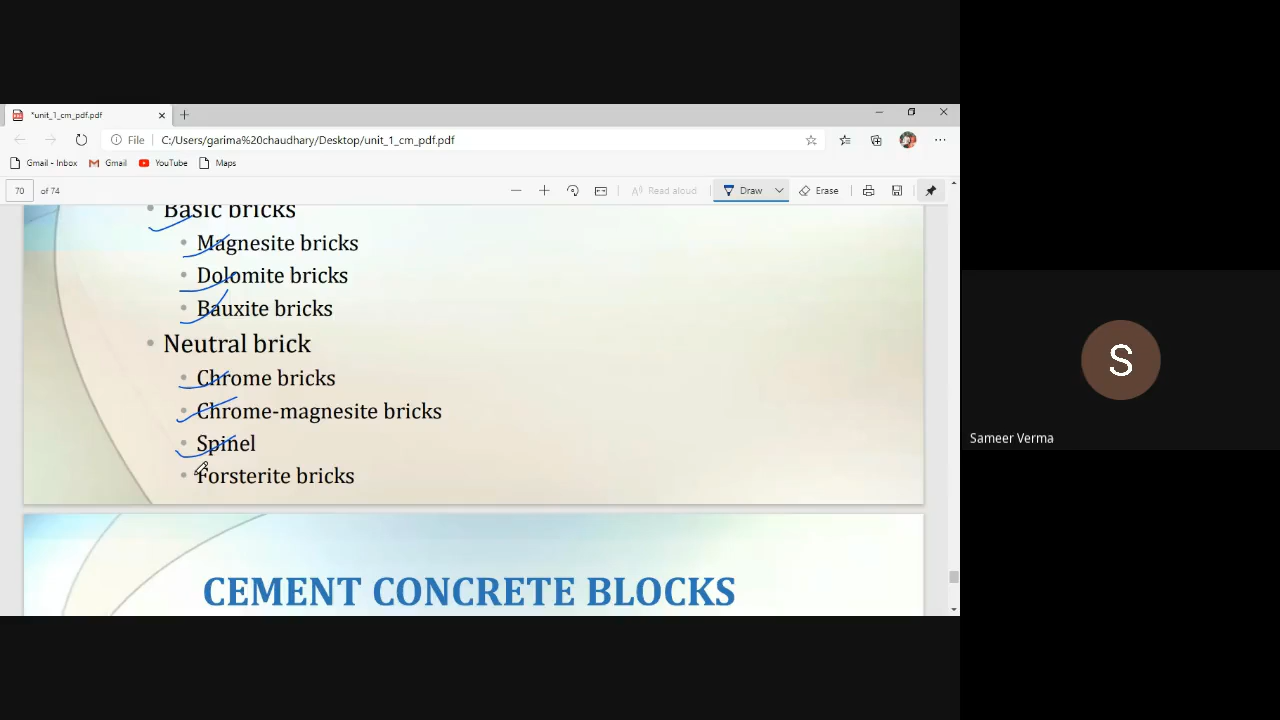 *unit_1_cm_pdf.pdf
File C:/Users/garima%20chaudhary/Desktop/unit_1_cm_pdf.pdf
Gmail - Inbox Gmail YouTube Maps
70 of 74 Read aloud Draw Erase
Basic bricks
Magnesite bricks
Dolomite bricks
Bauxite bricks
Neutral brick
Chrome bricks
Chrome-magnesite bricks
Spinel
Forsterite bricks
CEMENT CONCRETE BLOCKS
S
Sameer Verma